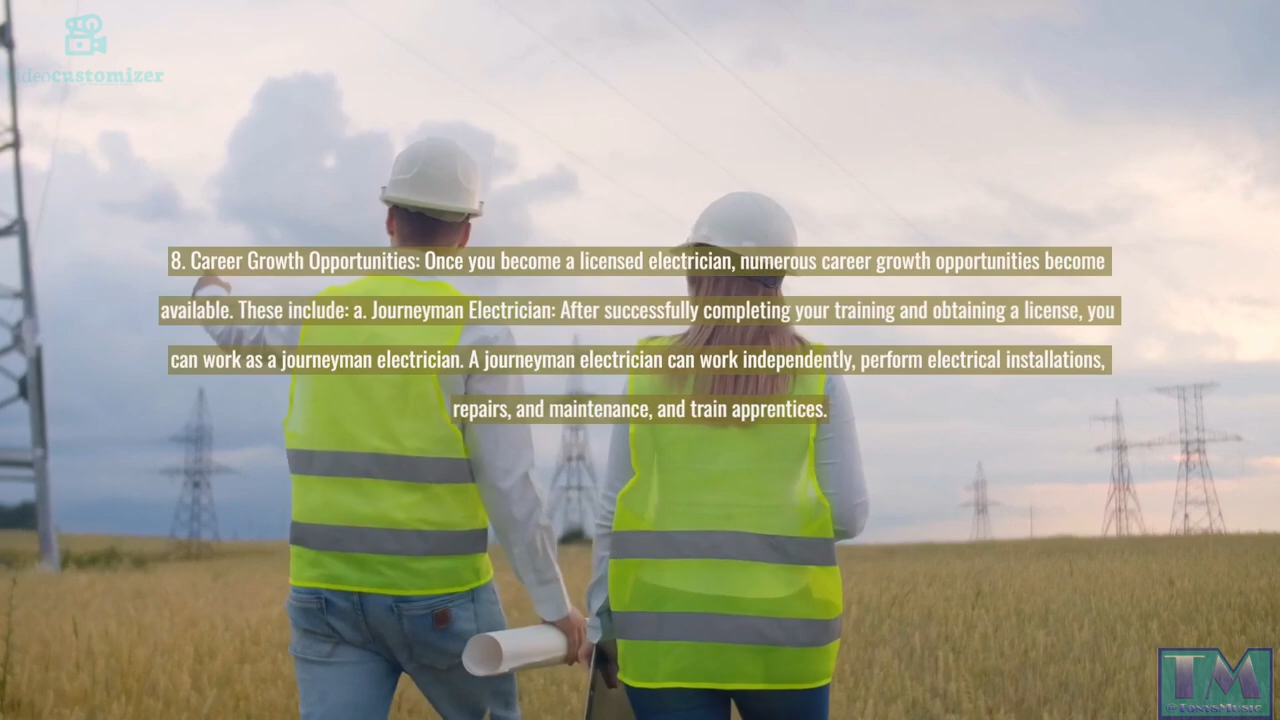 videocustomizer
8. Career Growth Opportunities: Once you become a licensed electrician, numerous career growth opportunities become
available. These include: a. Journeyman Electrician: After successfully completing your training and obtaining a license, you
can work as a journeyman electrician. A journeyman electrician can work independently, perform electrical installations,
repairs, and maintenance, and train apprentices.
TM
@TonysMusic